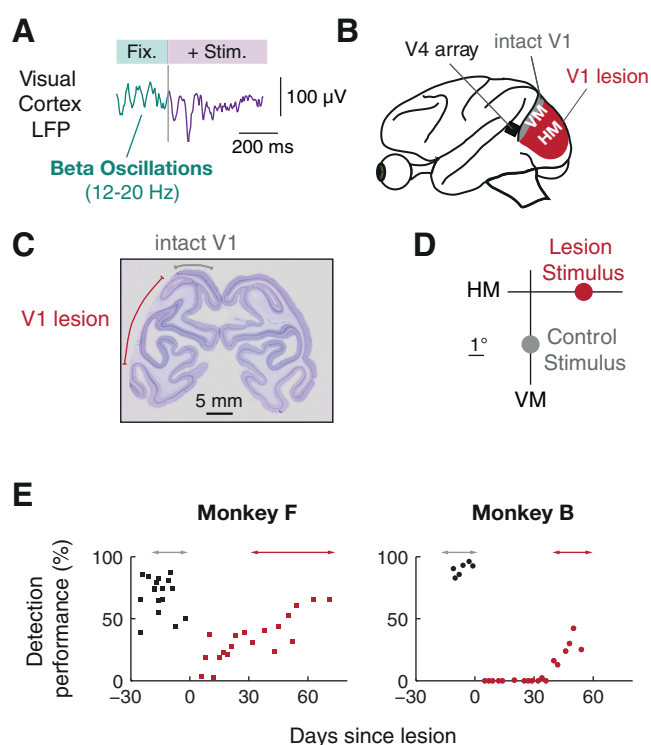 A
Fix.
+ Stim.
Visual
Cortex
LFP
100 µV
200 ms
Beta Oscillations
(12-20 Hz)
B
V4 array
intact V1
V1 lesion
VM
HM
C
intact V1
V1 lesion
5 mm
D
Lesion
Stimulus
HM
1°
Control
Stimulus
VM
E
Monkey F
Monkey B
Detection
performance (%)
100
50
0
−30 0 30 60
100
50
0
−30 0 30 60
Days since lesion